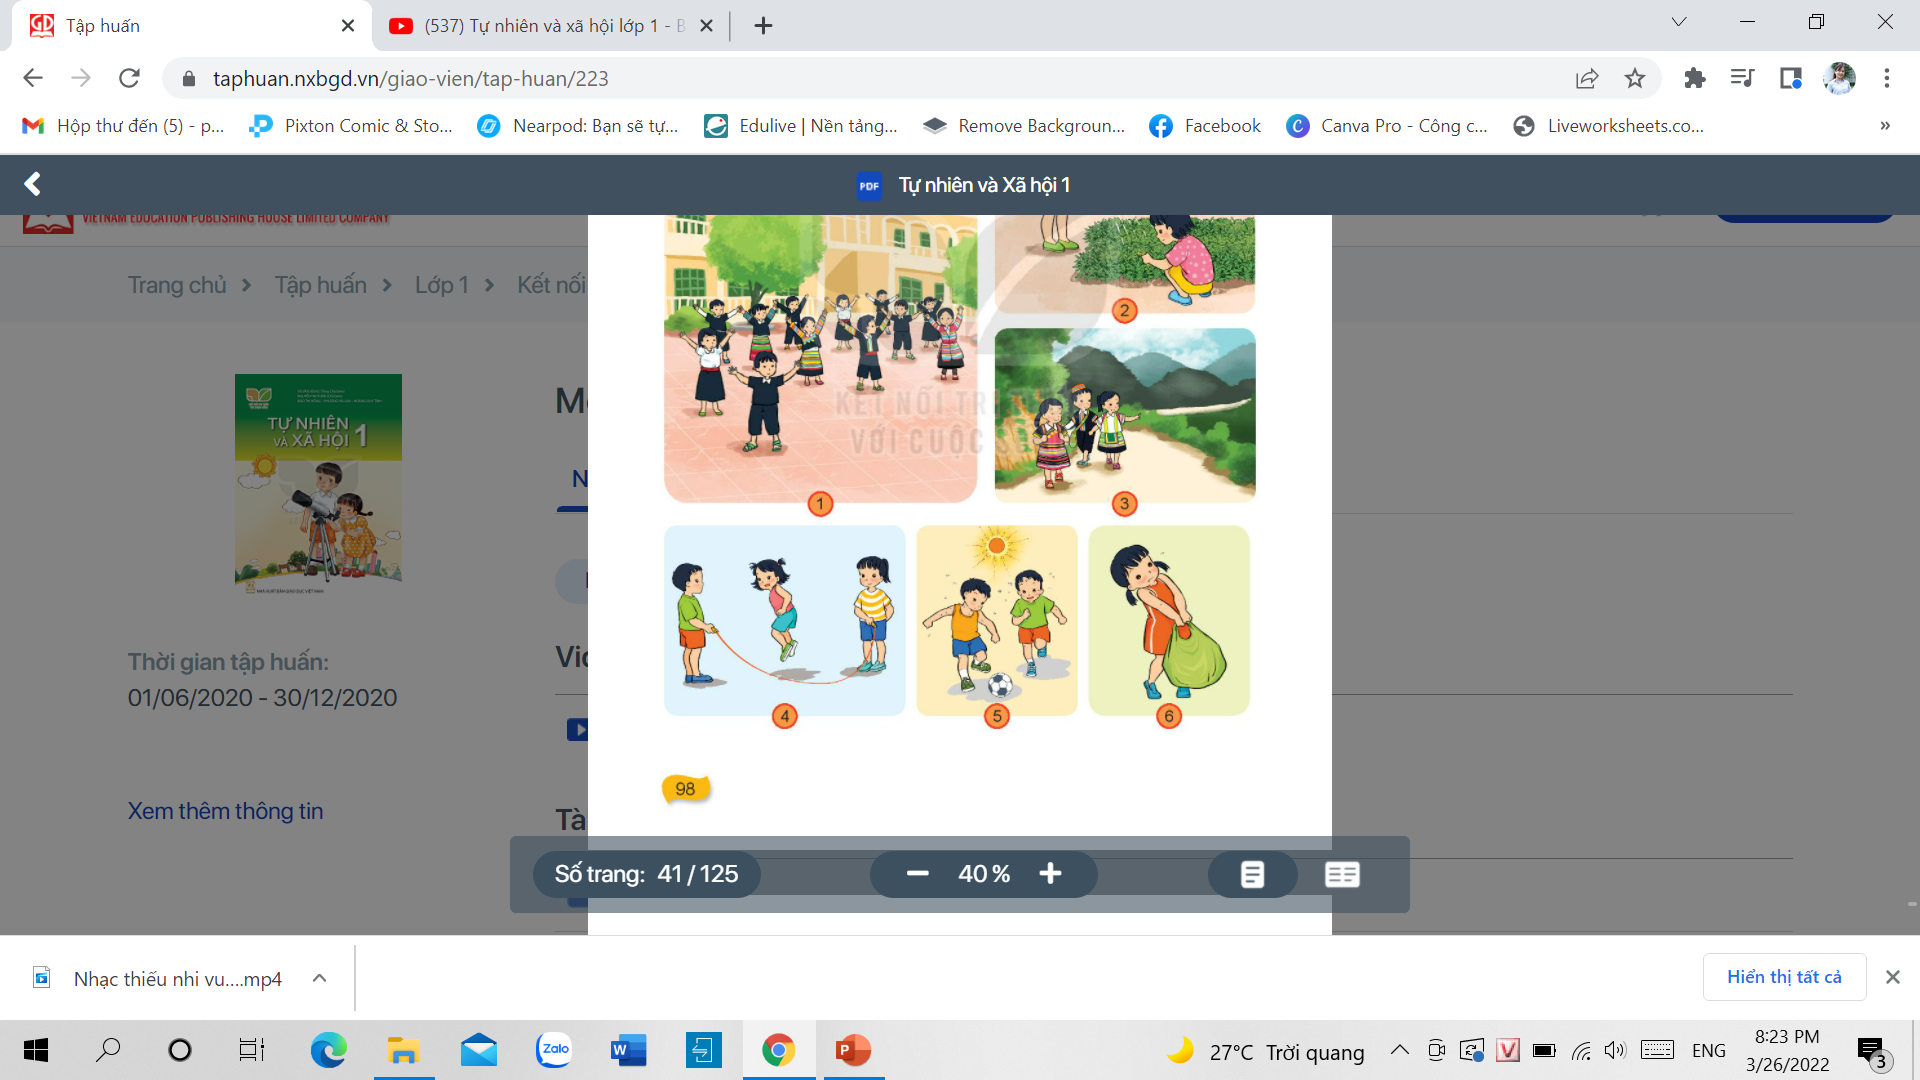 Tập huấn
(537) Tự nhiên và xã hội lớp 1 - B
taphuan.nxbgd.vn/giao-vien/tap-huan/223
Hộp thư đến (5) - p...
Pixton Comic & Sto...
Nearpod: Bạn sẽ tự...
Edulive | Nền tảng...
Remove Backgroun...
Facebook
Canva Pro - Công c...
Liveworksheets.co...
»
PDF Tự nhiên và Xã hội 1
VIETNAM EDUCATION PUBLISHING HOUSE LIMITED COMPANY
Trang chủ > Tập huấn > Lớp 1 > Kết nối
TỰ NHIÊN
VÀ XÃ HỘI 1
Thời gian tập huấn:
01/06/2020 - 30/12/2020
Xem thêm thông tin
N
Tà
KẾT NỐI TRI
VỚI CUỘC S
1
2
3
4
5
6
98
Số trang: 41 / 125
40 %
Nhạc thiếu nhi vu....mp4
Hiển thị tất cả
Zalo
27°C Trời quang
ENG
8:23 PM
3/26/2022
3